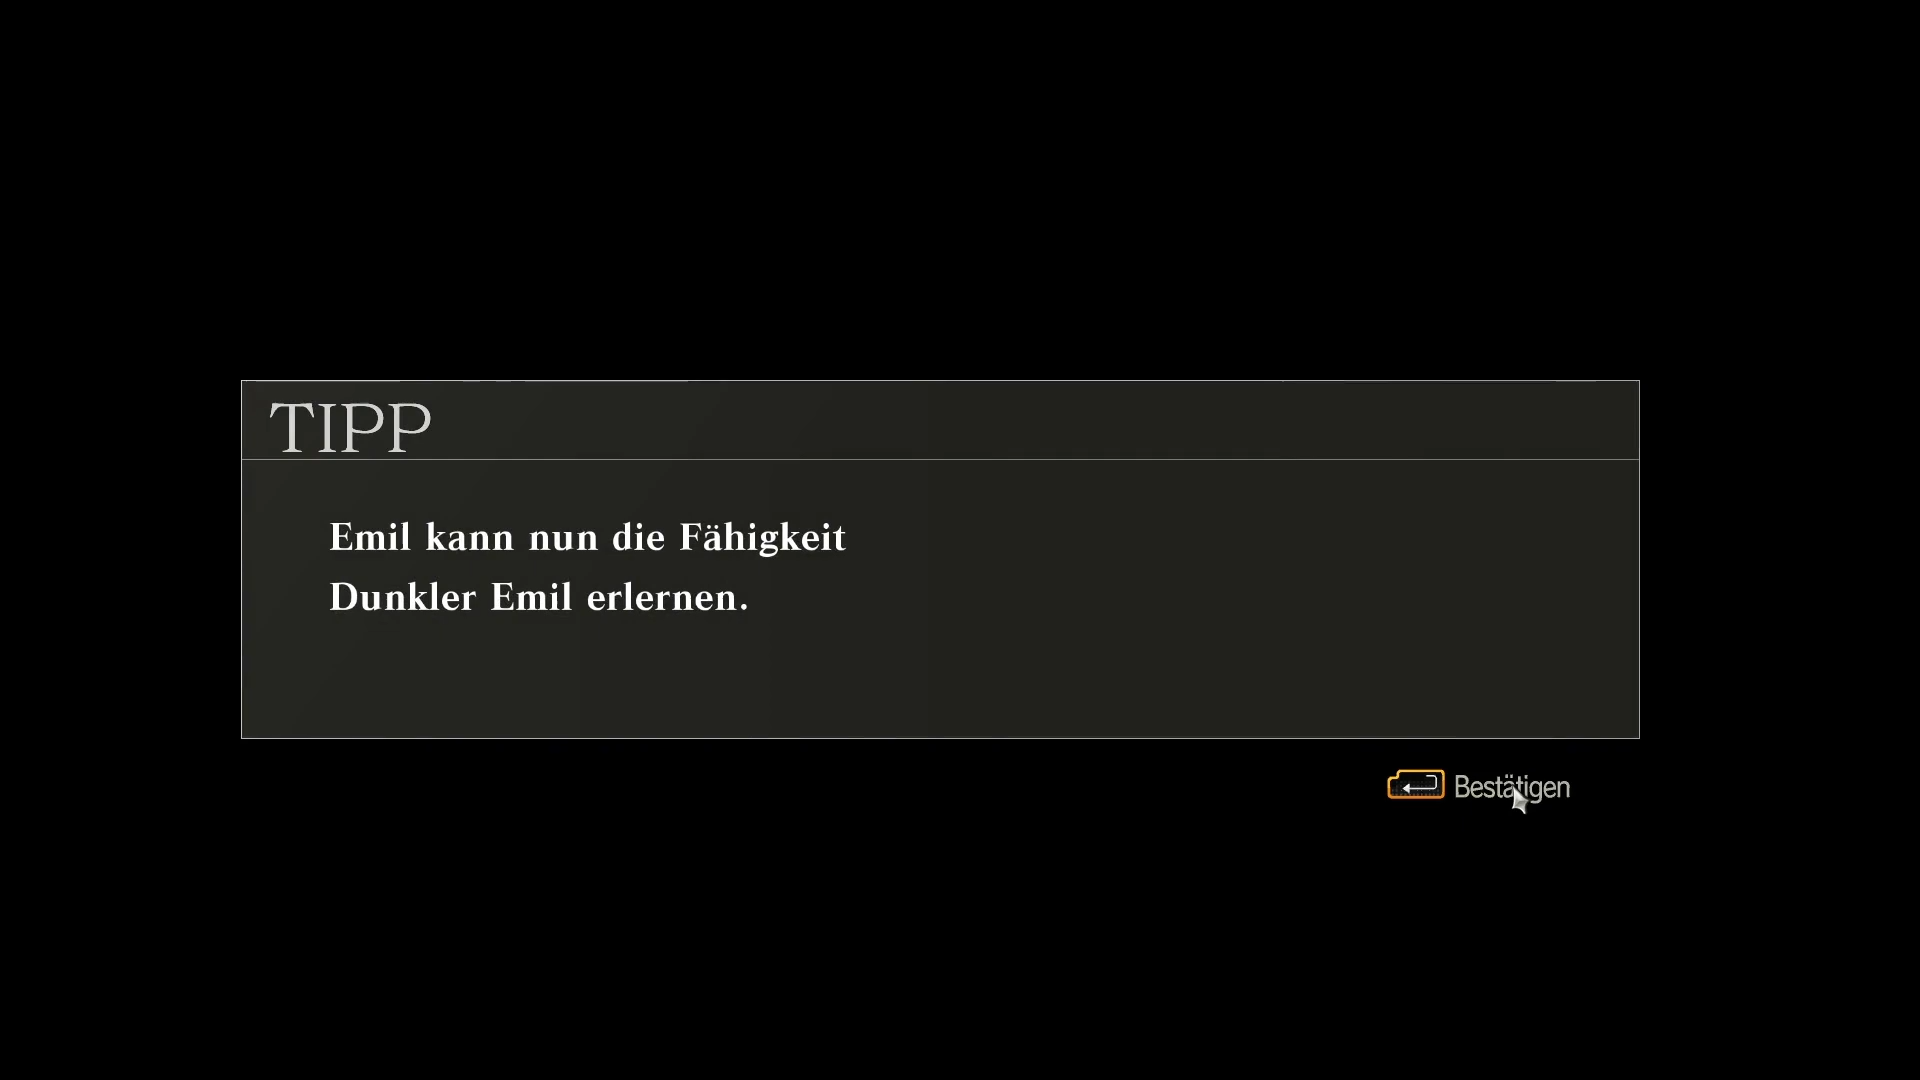 TIPP
Emil kann nun die Fähigkeit
Dunkler Emil erlernen.
Bestätigen